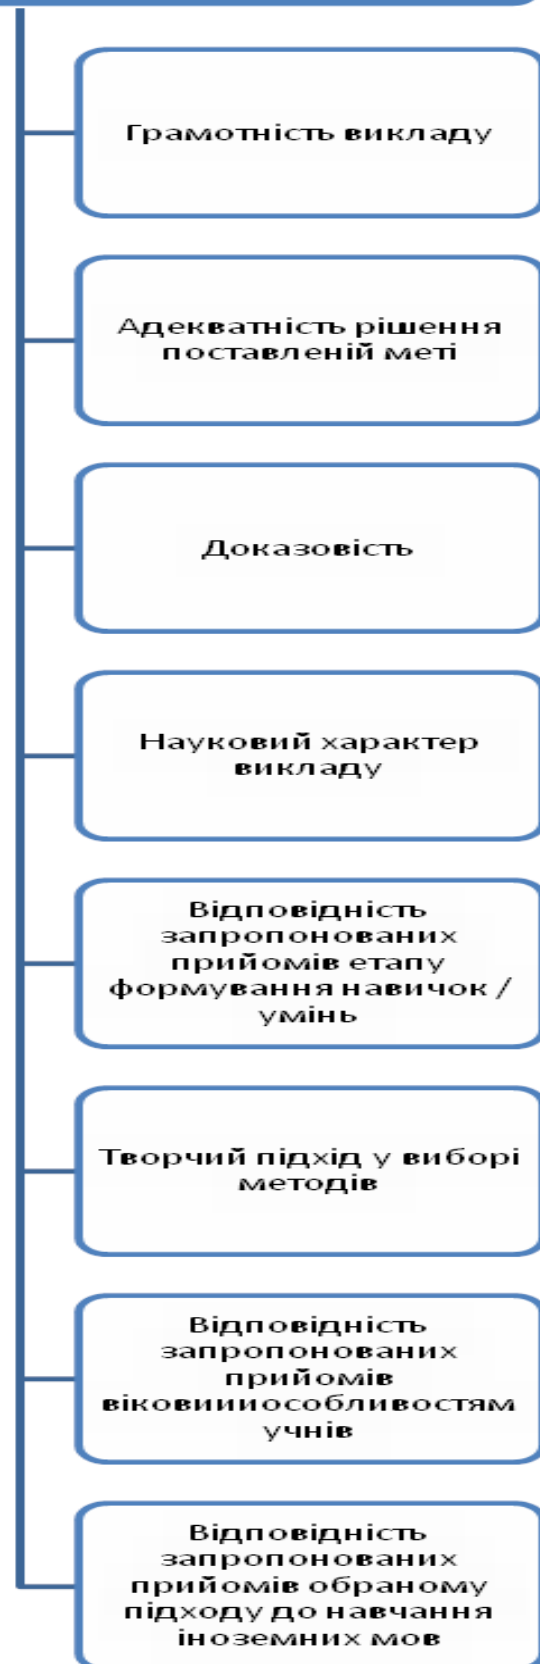 Грамотність викладу
Адекватність рішення
поставленій меті
Доказовість
Науковий характер
викладу
Відповідність
запропонованих
прийомів етапу
формування навичок /
умінь
Творчий підхід у виборі
методів
Відповідність
запропонованих
прийомів
віковиииособливостям
учнів
Відповідність
запропонованих
прийомів обраному
підходу до навчання
іноземних мов